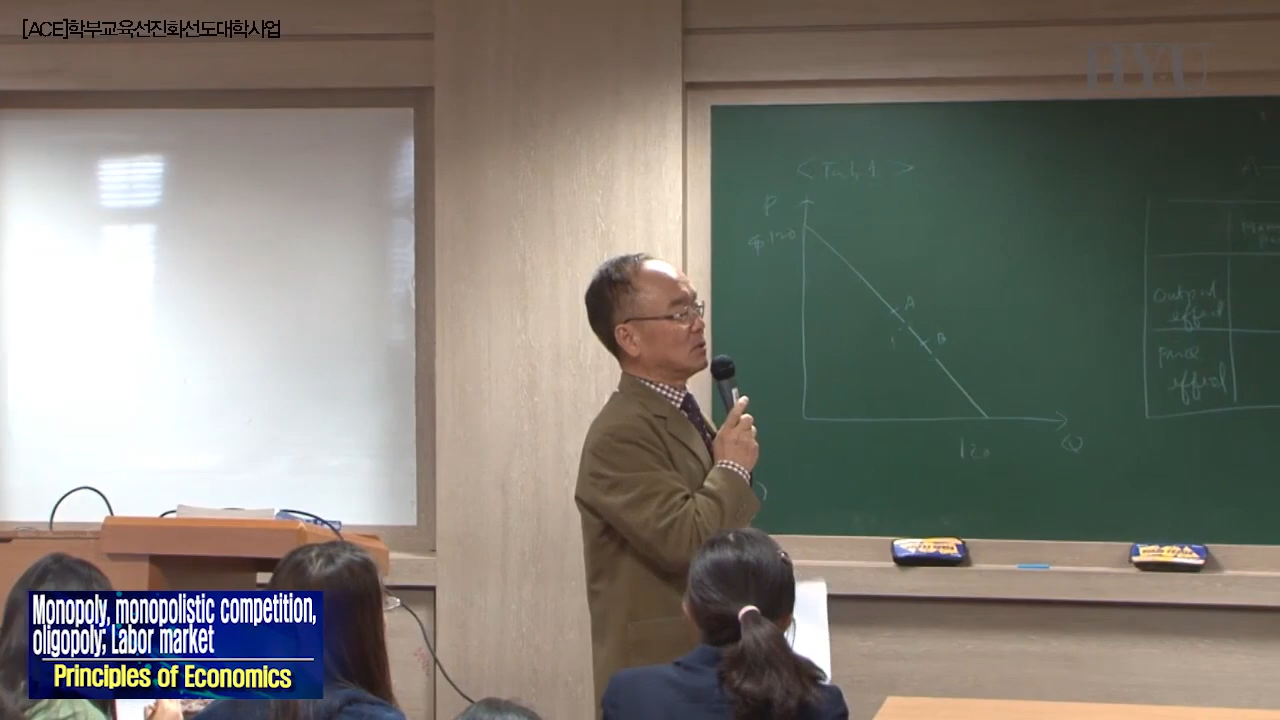 [ACE]학부교육선진화선도대학사업
HYU
P
$120
A
B
120
Q
Output
effect
price
effect
Monopoly, monopolistic competition,
oligopoly; Labor market
Principles of Economics